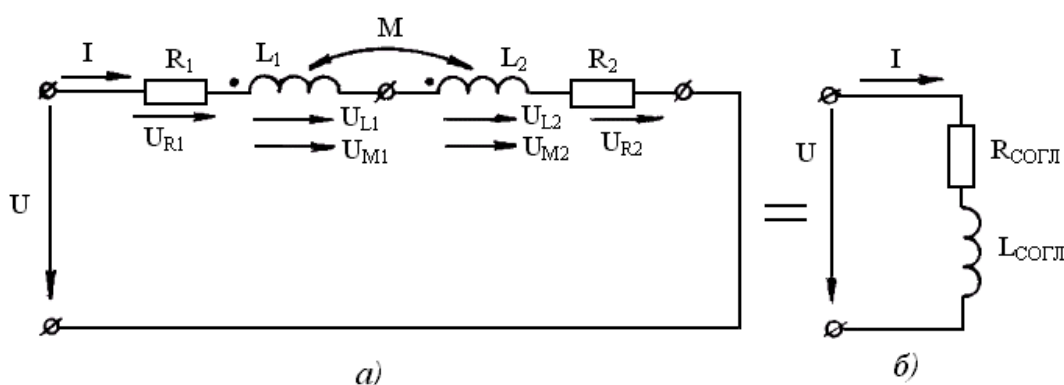 M
I
R1
L1
L2
R2
UR1
UL1
UM1
UL2
UM2
UR2
U
а)
=
I
U
RСОГЛ
LСОГЛ
б)